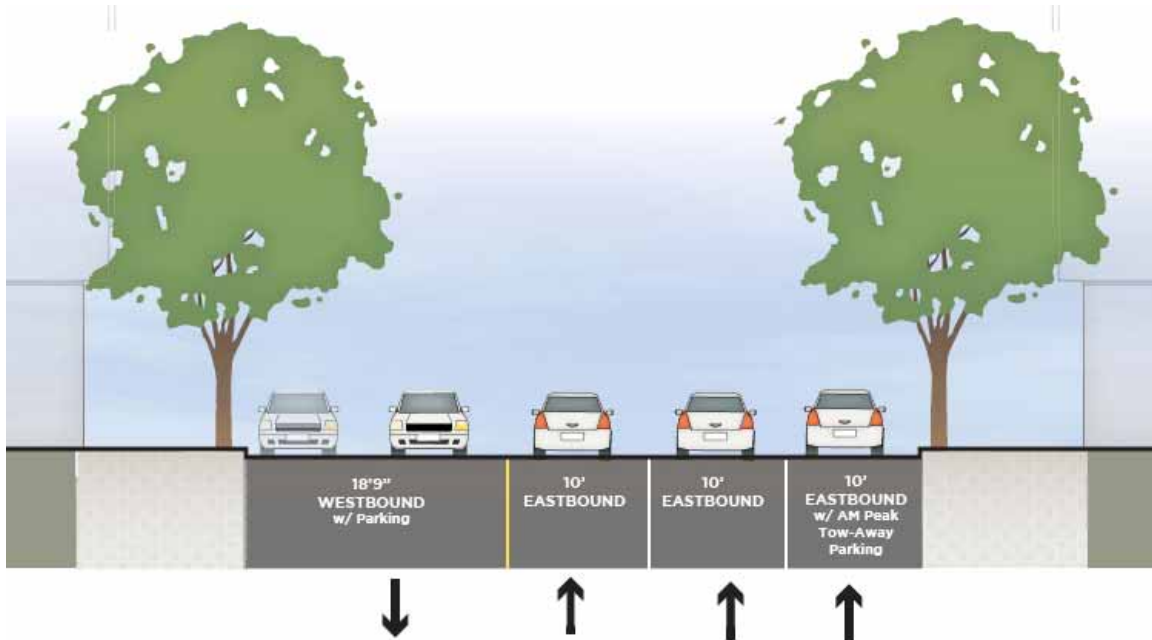 18'9"
WESTBOUND
w/ Parking
10'
EASTBOUND
10'
EASTBOUND
10'
EASTBOUND
w/ AM Peak
Tow-Away
Parking